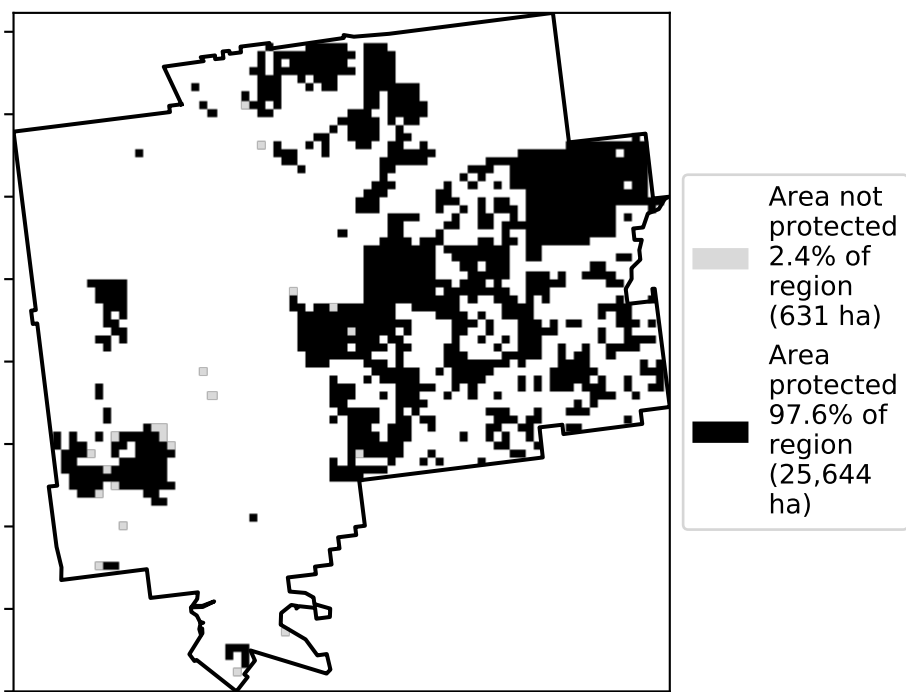 Area not
protected
2.4% of
region
(631 ha)
Area
protected
97.6% of
region
(25,644
ha)